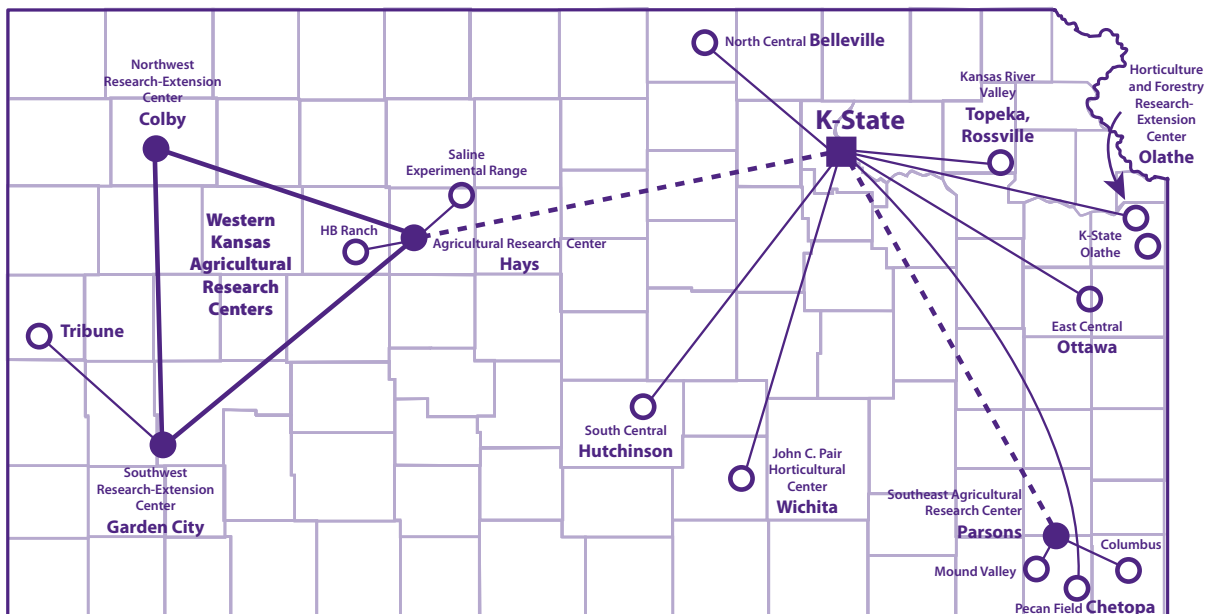 North Central Belleville
Northwest
Research-Extension
Center
Colby
K-State
Kansas River
Valley
Topeka,
Rossville
Horticulture
and Forestry
Research-
Extension
Center
Olathe
Saline
Experimental Range
Western
Kansas
Agricultural
Research
Centers
HB Ranch
Agricultural Research Center
Hays
K-State
Olathe
Tribune
East Central
Ottawa
South Central
Hutchinson
John C. Pair
Horticultural
Center
Wichita
Southwest
Research-Extension
Center
Garden City
Southeast Agricultural
Research Center
Parsons
Columbus
Mound Valley
Pecan Field Chetopa